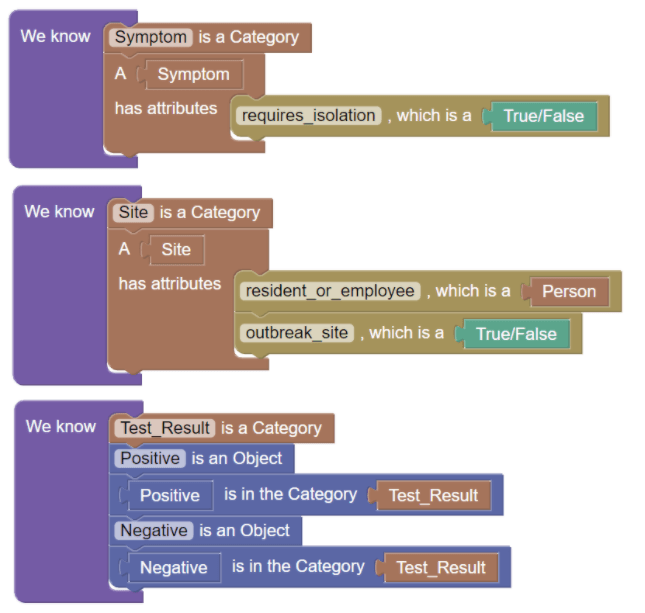 We know Symptom is a Category
A Symptom
has attributes requires_isolation , which is a True/False
We know Site is a Category
A Site
has attributes resident_or_employee , which is a Person
outbreak_site , which is a True/False
We know Test_Result is a Category
Positive is an Object
Positive is in the Category Test_Result
Negative is an Object
Negative is in the Category Test_Result